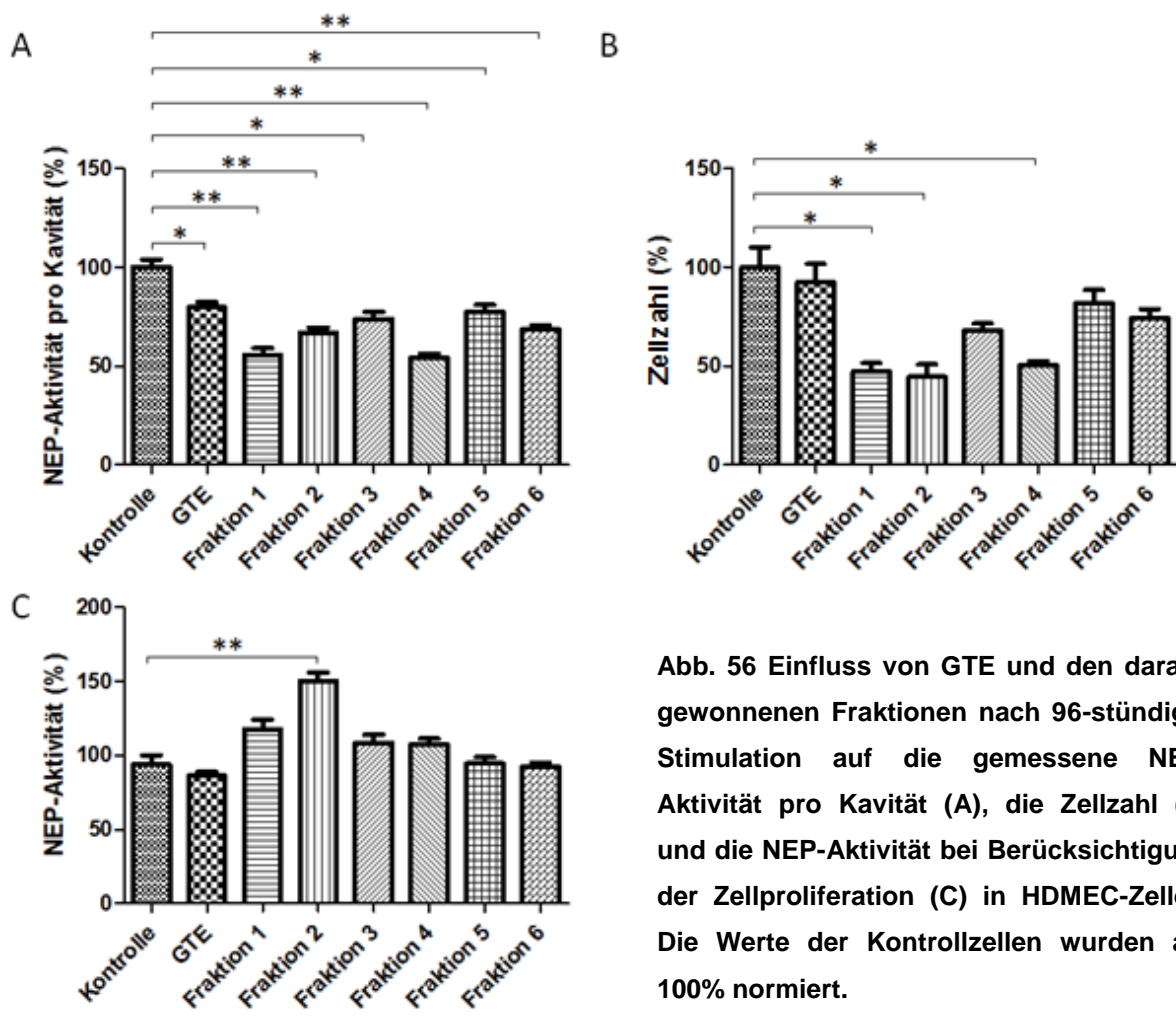 A
**
*
**
*
**
**
*
NEP-Aktivität pro Kavität (%)
150
100
50
0
Kontrolle
GTE
Fraktion 1
Fraktion 2
Fraktion 3
Fraktion 4
Fraktion 5
Fraktion 6
B
*
*
*
Zellzahl (%)
150
100
50
0
Kontrolle
GTE
Fraktion 1
Fraktion 2
Fraktion 3
Fraktion 4
Fraktion 5
Fraktion 6
C
**
NEP-Aktivität (%)
200
150
100
50
0
Kontrolle
GTE
Fraktion 1
Fraktion 2
Fraktion 3
Fraktion 4
Fraktion 5
Fraktion 6
Abb. 56 Einfluss von GTE und den dara
gewonnenen Fraktionen nach 96-stündig
Stimulation auf die gemessene NE
Aktivität pro Kavität (A), die Zellzahl (
und die NEP-Aktivität bei Berücksichtigu
der Zellproliferation (C) in HDMEC-Zelle
Die Werte der Kontrollzellen wurden a
100% normiert.